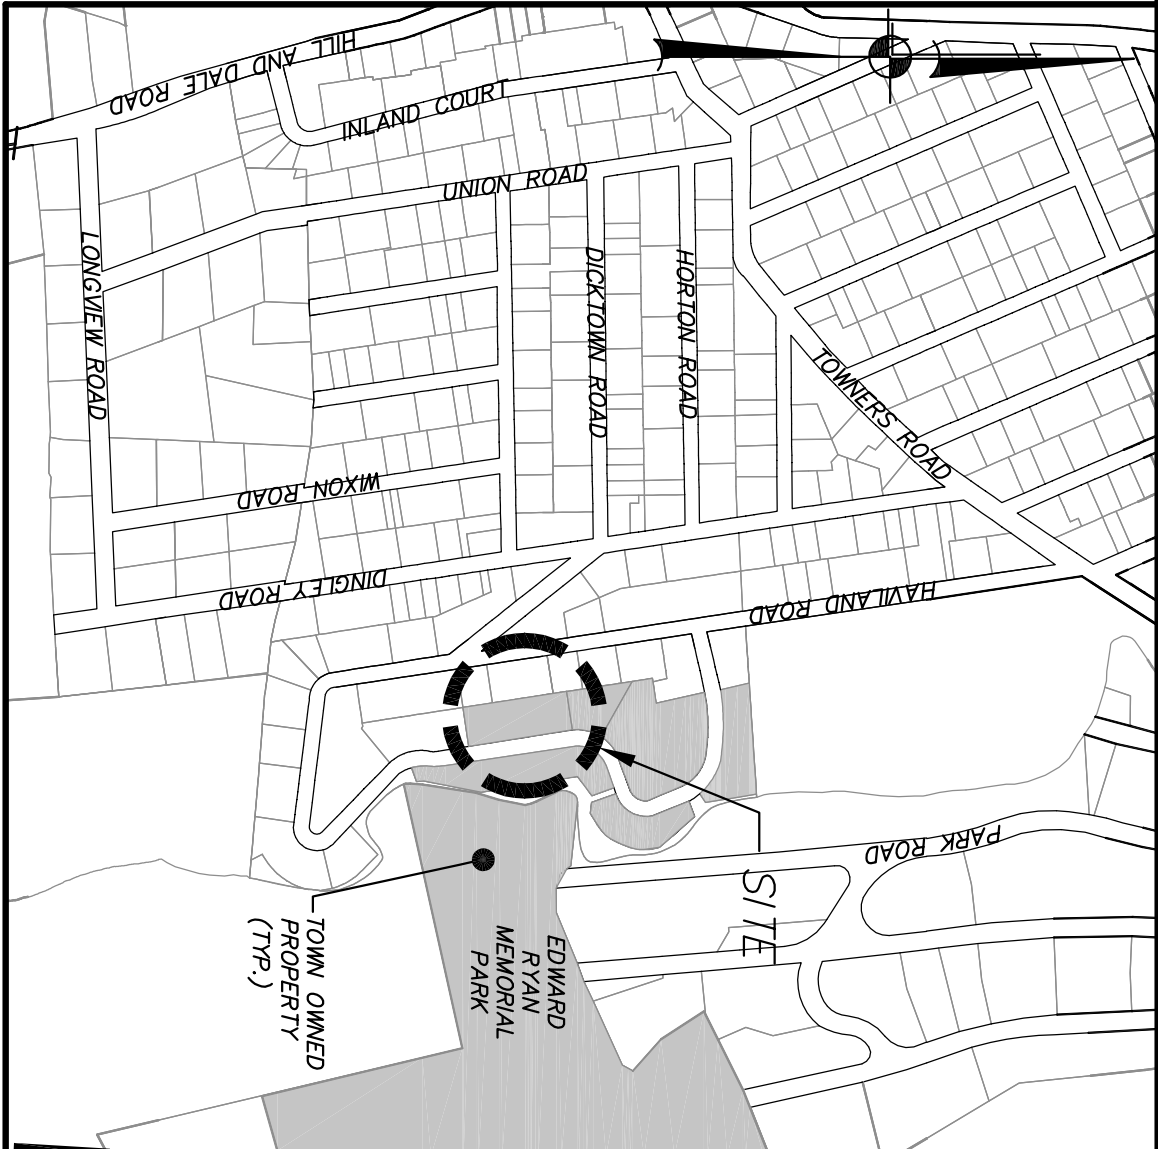 HILL AND DALE ROAD
INLAND COURT
UNION ROAD
LONGVIEW ROAD
DICKTOWN ROAD
HORTON ROAD
TOWNERS ROAD
WIXON ROAD
DINGLEY ROAD
HAVILAND ROAD
PARK ROAD
SITE
EDWARD
RYAN
MEMORIAL
PARK
TOWN OWNED
PROPERTY
(TYP.)